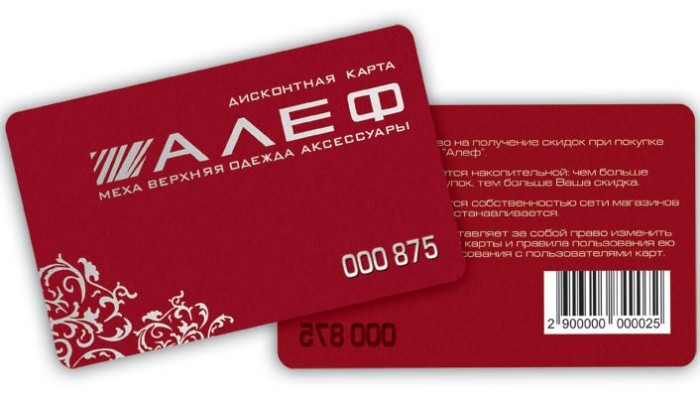 ДИСКОНТНАЯ КАРТА
АЛЕФ
МЕХА ВЕРХНЯЯ ОДЕЖДА АКСЕССУАРЫ
000 875
на получение скидок при покупке
"Алеф".
накопительной: чем больше
тем больше Ваша скидка.
собственностью сети магазинов
за собой право изменить
карты и правила пользования ею
с пользователями карт.
2 900000 000025
000 875